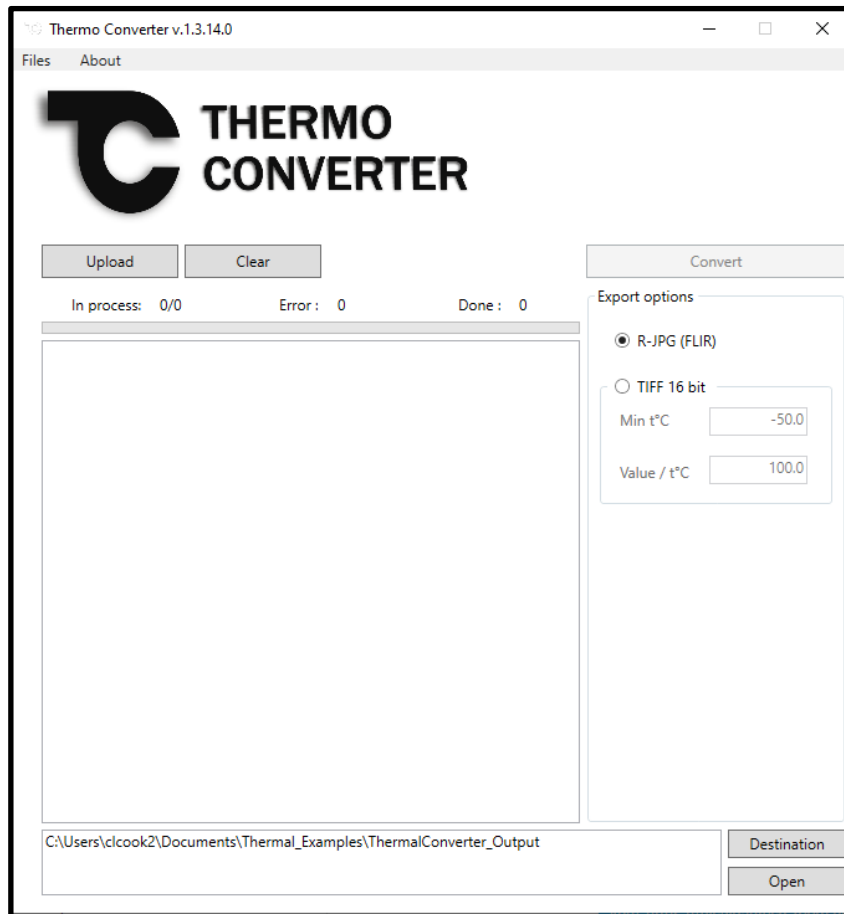 Thermo Converter v.1.3.14.0
Files About
THERMO
CONVERTER
Upload Clear Convert
In process: 0/0 Error : 0 Done : 0
Export options
R-JPG (FLIR)
TIFF 16 bit
Min t°C -50.0
Value / t°C 100.0
C:\Users\clcook2\Documents\Thermal_Examples\ThermalConverter_Output
Destination
Open